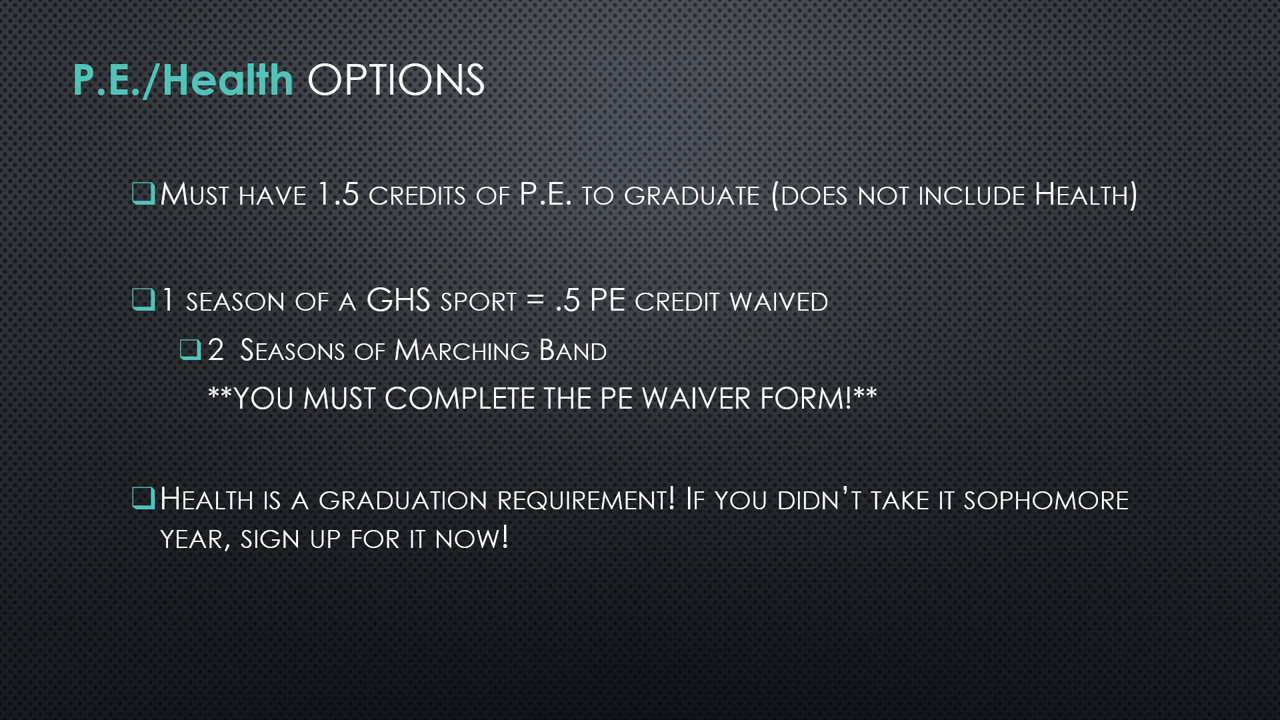 P.E./Health OPTIONS
❑Must have 1.5 credits of P.E. to graduate (does not include Health)
❑1 season of a GHS sport = .5 PE credit waived
❑2 Seasons of Marching Band
**YOU MUST COMPLETE THE PE WAIVER FORM!**
❑Health is a graduation requirement! If you didn’t take it sophomore
year, sign up for it now!